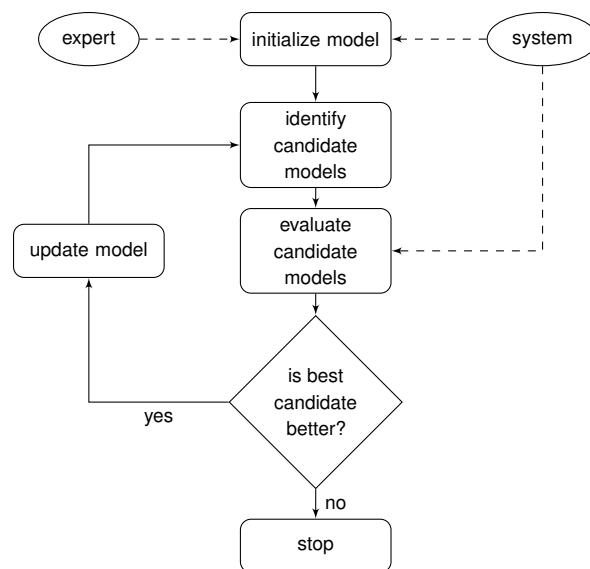 expert
initialize model
system
identify
candidate
models
evaluate
candidate
models
update model
is best
candidate
better?
yes
no
stop